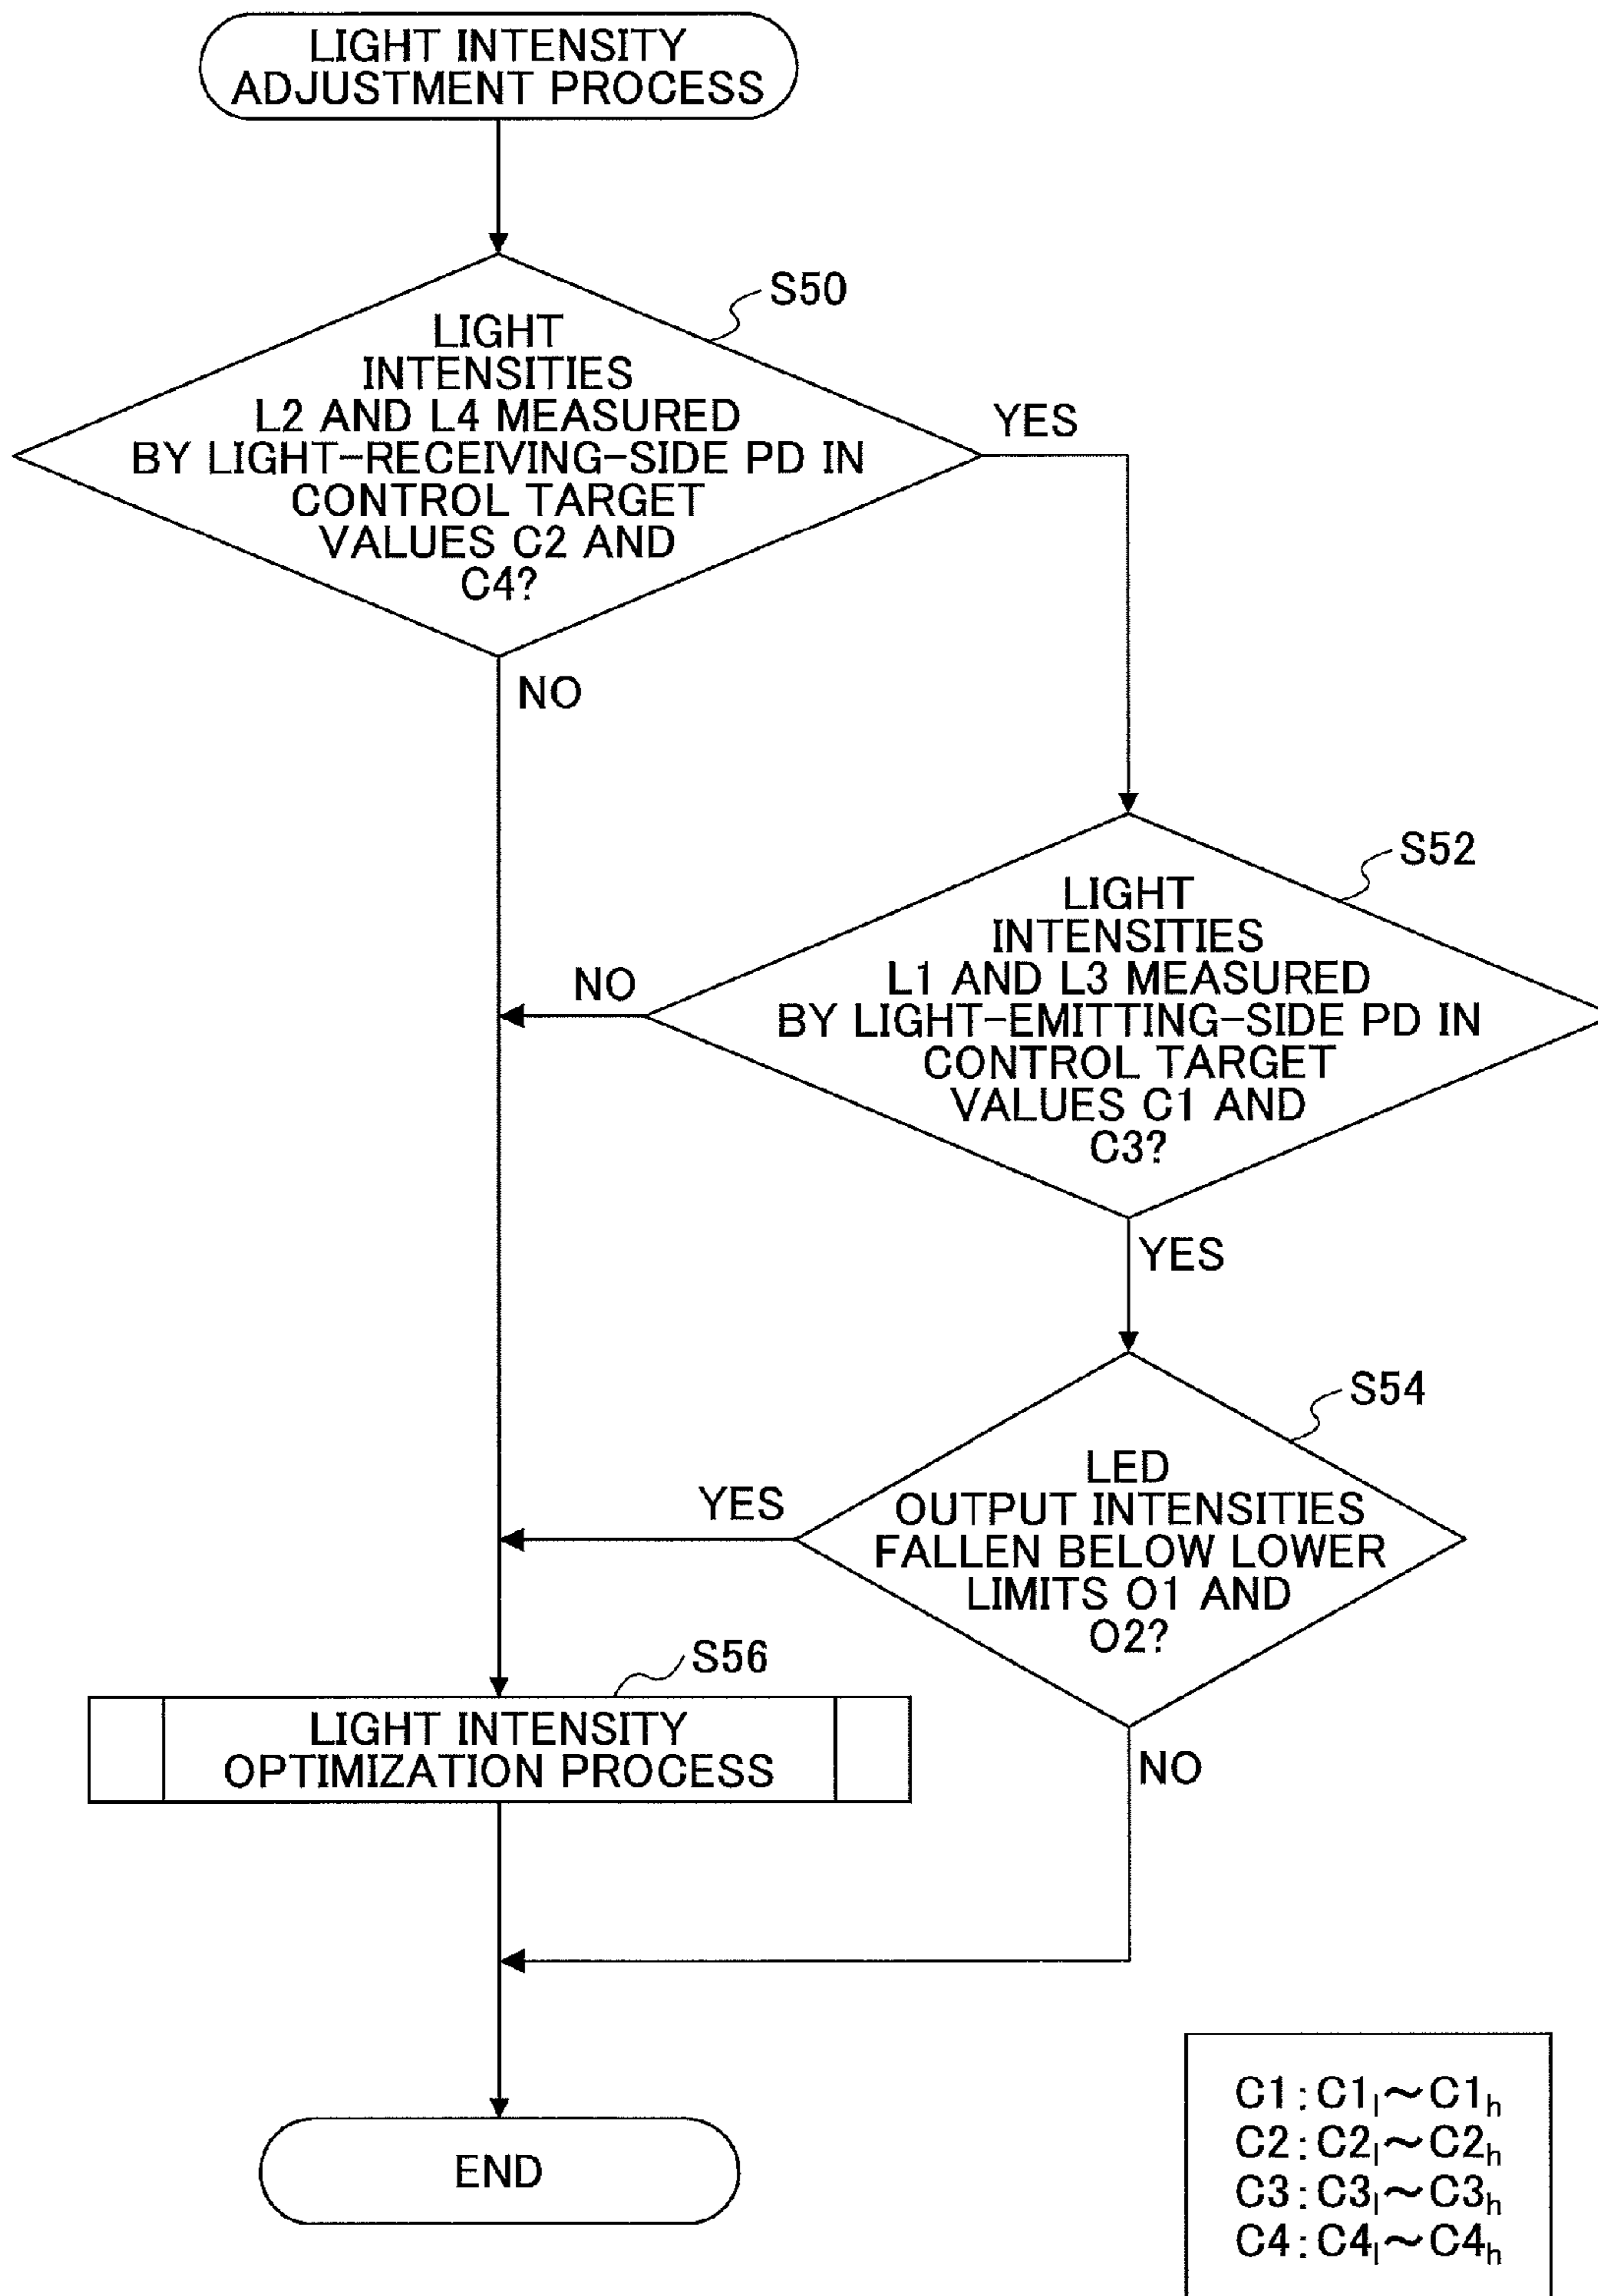 LIGHT INTENSITY
ADJUSTMENT PROCESS
S50
LIGHT
INTENSITIES
L2 AND L4 MEASURED
BY LIGHT-RECEIVING-SIDE PD IN
CONTROL TARGET
VALUES C2 AND
C4?
YES
NO
S52
LIGHT
INTENSITIES
L1 AND L3 MEASURED
BY LIGHT-EMITTING-SIDE PD IN
CONTROL TARGET
VALUES C1 AND
C3?
NO
YES
S54
LED
OUTPUT INTENSITIES
FALLEN BELOW LOWER
LIMITS O1 AND
O2?
YES
NO
S56
LIGHT INTENSITY
OPTIMIZATION PROCESS
END
C1:C1l~C1h
C2:C2l~C2h
C3:C3l~C3h
C4:C4l~C4h